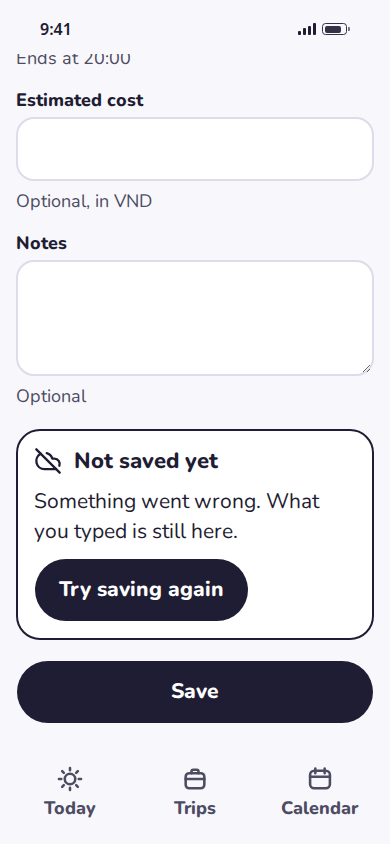 9:41
Ends at 20:00
Estimated cost
Optional, in VND
Notes
Optional
Not saved yet
Something went wrong. What
you typed is still here.
Try saving again
Save
Today
Trips
Calendar